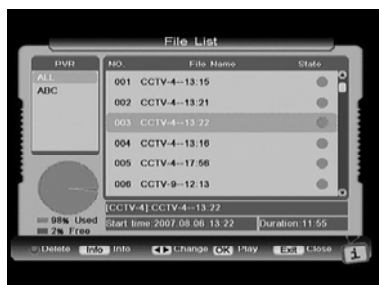 File List
PVR
NO. File Name State
ALL
ABC
001 CCTV-4--13:15
002 CCTV-4--13:21
003 CCTV-4--13:22
004 CCTV-4--13:16
005 CCTV-4--17:56
006 CCTV-9--12:13
98% Used
2% Free
[CCTV-4]:CCTV-4--13:22
Start time:2007.08.06 13:22 Duration:11:55
Delete Info Info Change OK Play Exit Close
1